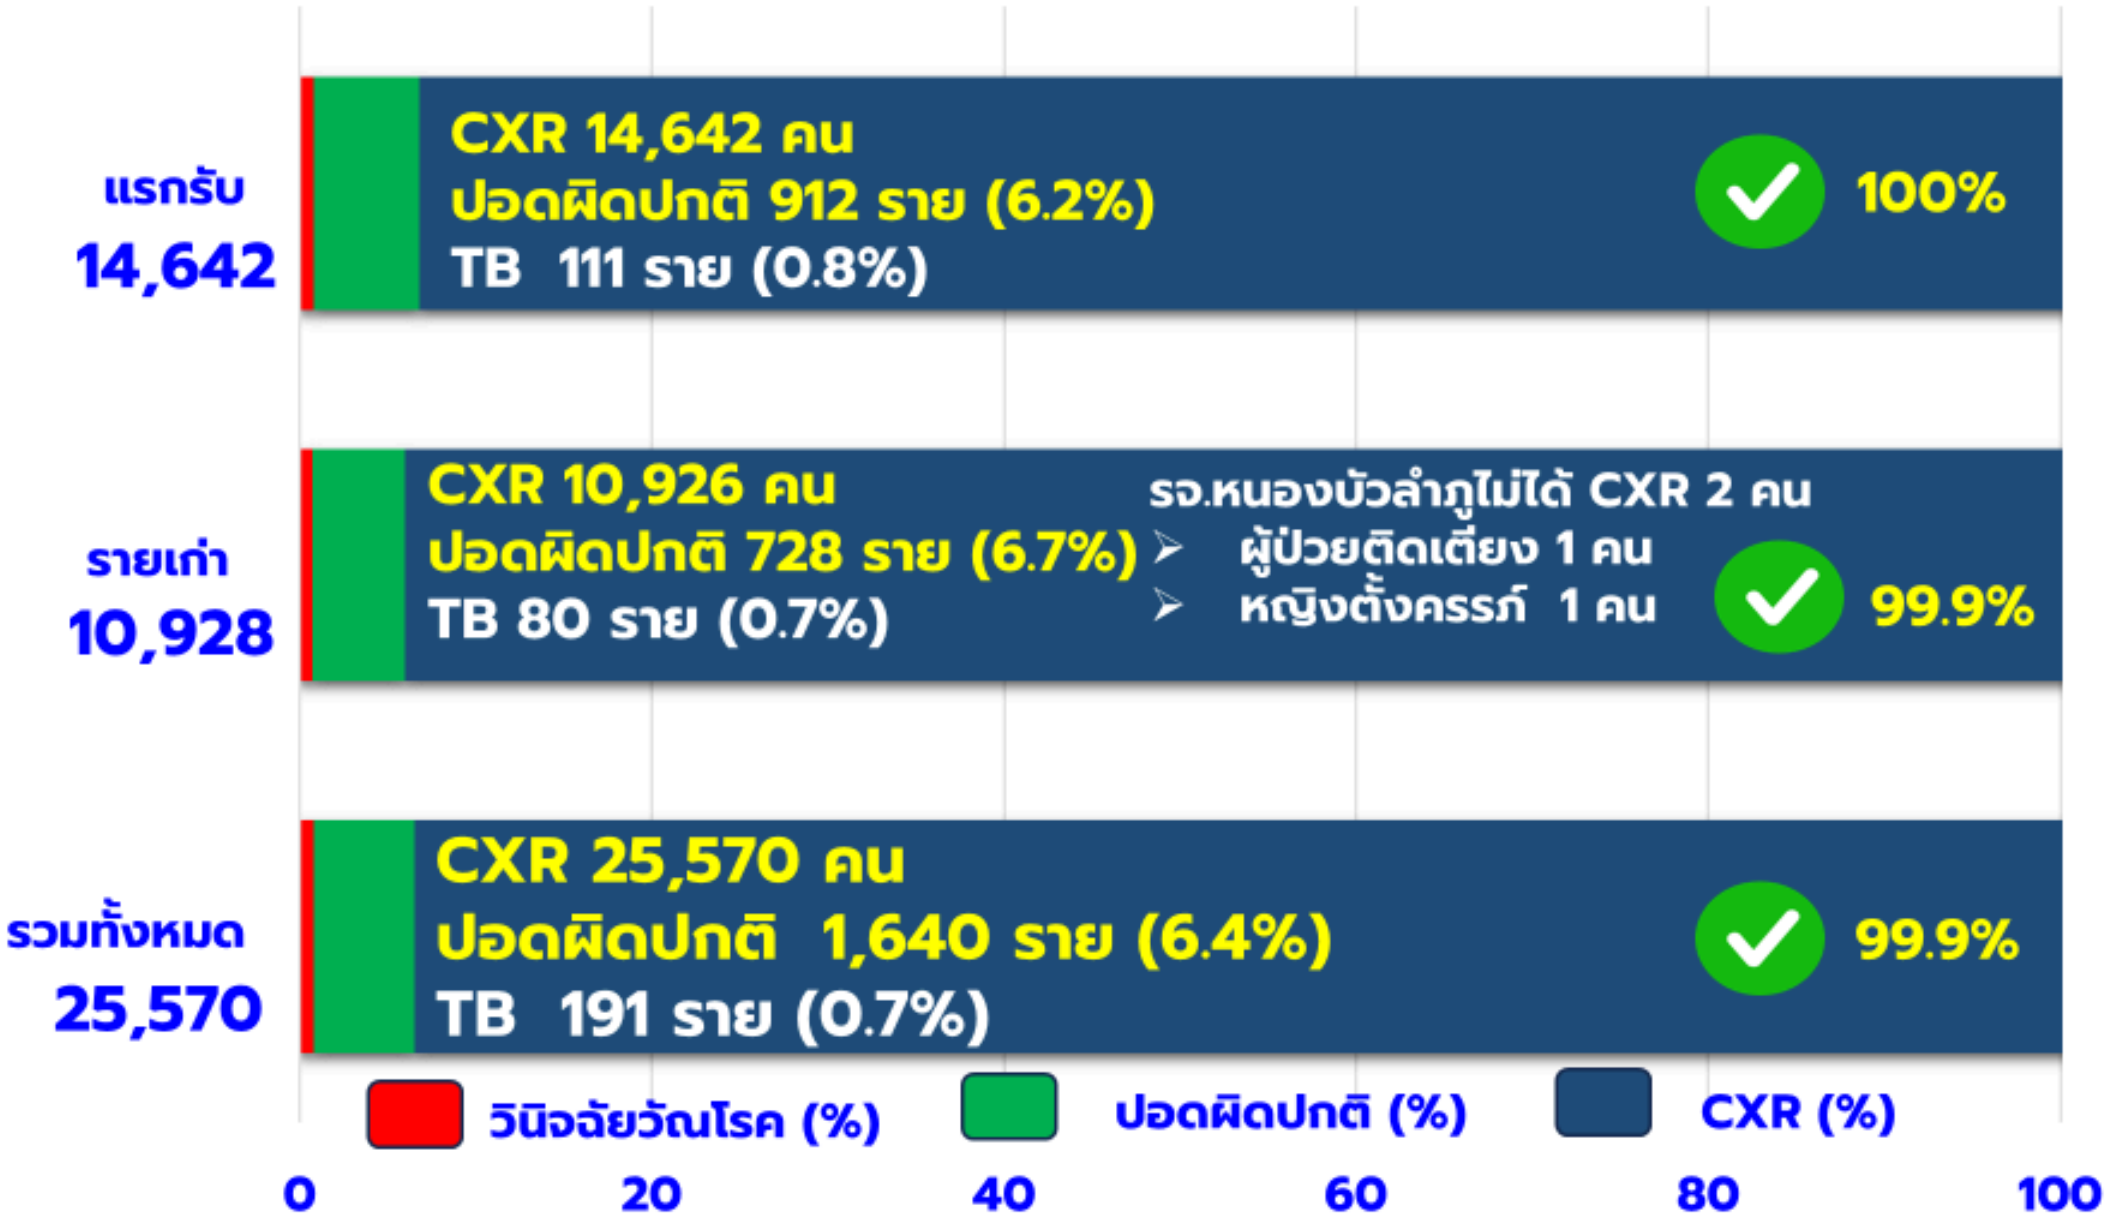 แรกรับ
14,642
CXR 14,642 คน
ปอดผิดปกติ 912 ราย (6.2%)
TB 111 ราย (0.8%)
100%
รายเก่า
10,928
CXR 10,926 คน
ปอดผิดปกติ 728 ราย (6.7%)
TB 80 ราย (0.7%)
รจ.หนองบัวลำภูไม่ได้ CXR 2 คน
➢ ผู้ป่วยติดเตียง 1 คน
➢ หญิงตั้งครรภ์ 1 คน
99.9%
รวมทั้งหมด
25,570
CXR 25,570 คน
ปอดผิดปกติ 1,640 ราย (6.4%)
TB 191 ราย (0.7%)
99.9%
วินิจฉัยวัณโรค (%)
ปอดผิดปกติ (%)
CXR (%)
0 20 40 60 80 100